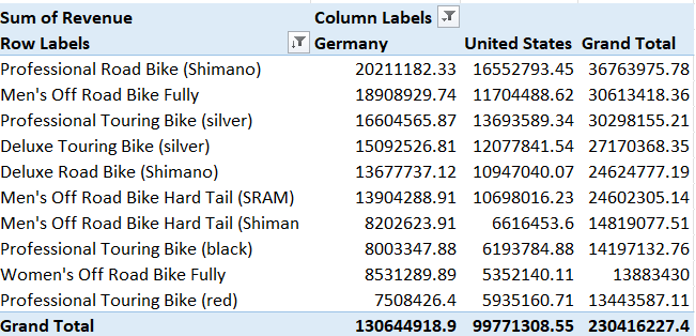 Sum of Revenue Column Labels
Row Labels Germany United States Grand Total
Professional Road Bike (Shimano) 20211182.33 16552793.45 36763975.78
Men's Off Road Bike Fully 18908929.74 11704488.62 30613418.36
Professional Touring Bike (silver) 16604565.87 13693589.34 30298155.21
Deluxe Touring Bike (silver) 15092526.81 12077841.54 27170368.35
Deluxe Road Bike (Shimano) 13677737.12 10947040.07 24624777.19
Men's Off Road Bike Hard Tail (SRAM) 13904288.91 10698016.23 24602305.14
Men's Off Road Bike Hard Tail (Shiman 8202623.91 6616453.6 14819077.51
Professional Touring Bike (black) 8003347.88 6193784.88 14197132.76
Women's Off Road Bike Fully 8531289.89 5352140.11 13883430
Professional Touring Bike (red) 7508426.4 5935160.71 13443587.11
Grand Total 130644918.9 99771308.55 230416227.4